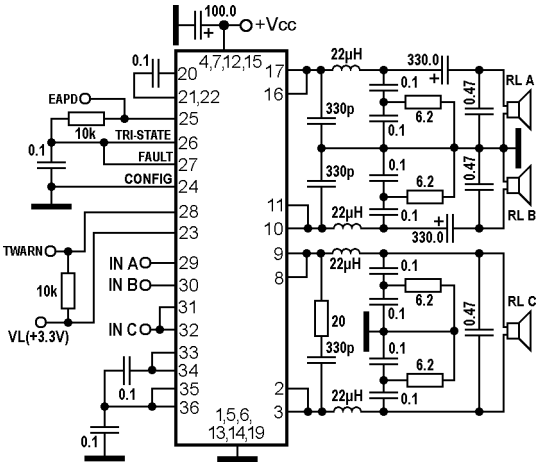 100.0
+Vcc
4,7,12,15
22µH
330.0
0.1
20
17
0.1
0.47
RL A
21,22
16
EAPD
25
330p
6.2
10k
TRI-STATE
26
0.1
0.1
FAULT
27
CONFIG
24
330p
6.2
0.47
RL B
28
11
0.1
23
10
22µH
330.0
TWARN
29
IN A
9
22µH
0.1
IN B
30
8
6.2
10k
31
0.1
VL(+3.3V)
IN C
32
20
0.47
RL C
33
330p
0.1
34
6.2
0.1
35
2
22µH
0.1
36
3
0.1
1,5,6,
13,14,19